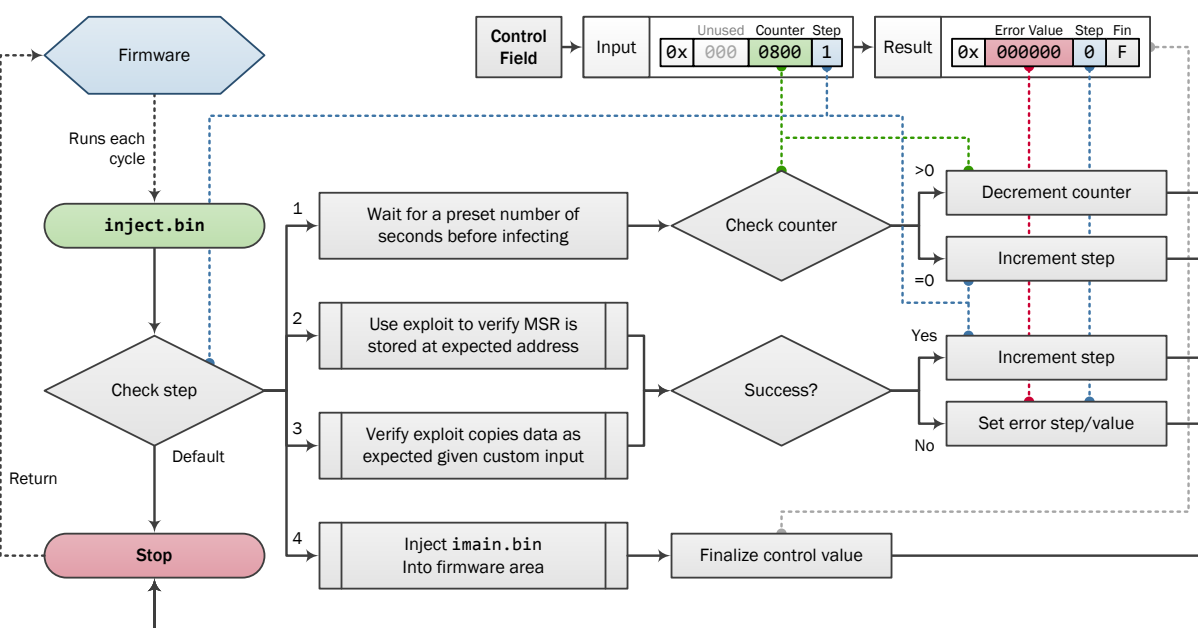 Firmware
Control
Field
Input
Unused Counter Step
0x 000 0800 1
Result
Error Value Step Fin
0x 000000 0 F
Runs each
cycle
inject.bin
1
Wait for a preset number of
seconds before infecting
Check counter
>0
Decrement counter
Increment step
=0
2
Use exploit to verify MSR is
stored at expected address
Check step
3
Verify exploit copies data as
expected given custom input
Success?
Yes
Increment step
Set error step/value
No
Default
Return
Stop
4
Inject imain.bin
Into firmware area
Finalize control value